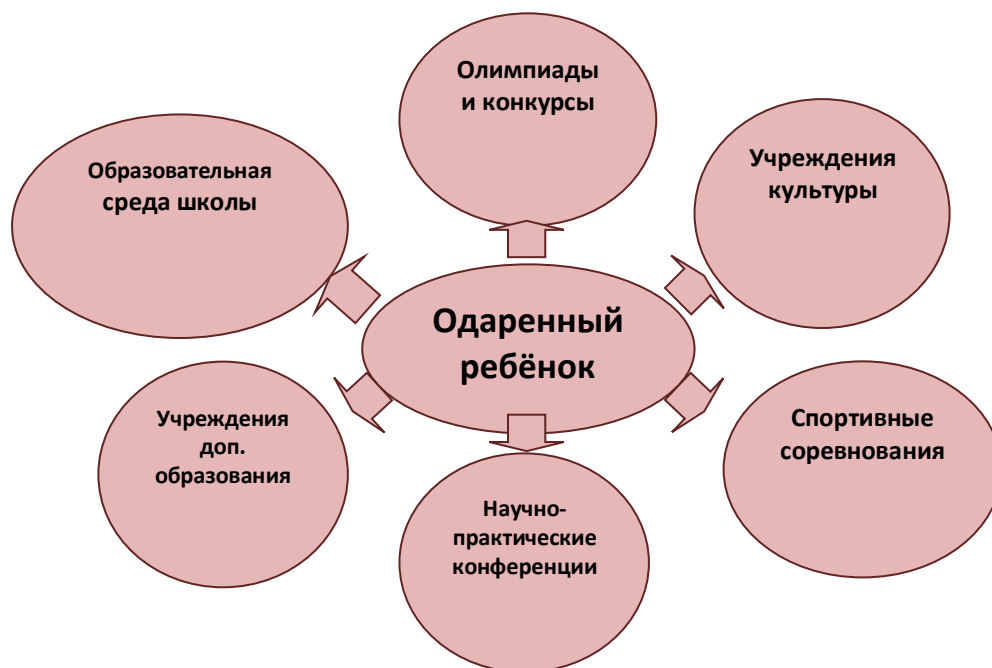 Олимпиады
и конкурсы
Образовательная
среда школы
Учреждения
культуры
Одаренный
ребёнок
Учреждения
доп.
образования
Спортивные
соревнования
Научно-
практические
конференции